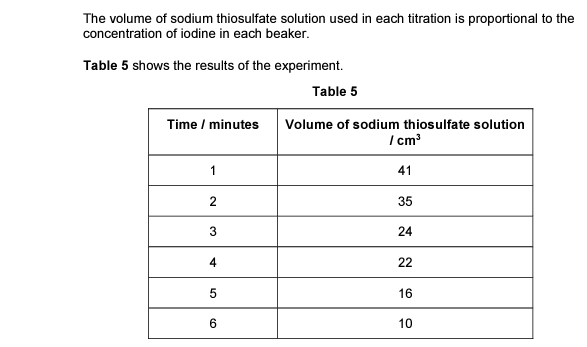 The volume of sodium thiosulfate solution used in each titration is proportional to the
concentration of iodine in each beaker.
Table 5 shows the results of the experiment.
Table 5
Time / minutes Volume of sodium thiosulfate solution
/ cm³
1 41
2 35
3 24
4 22
5 16
6 10